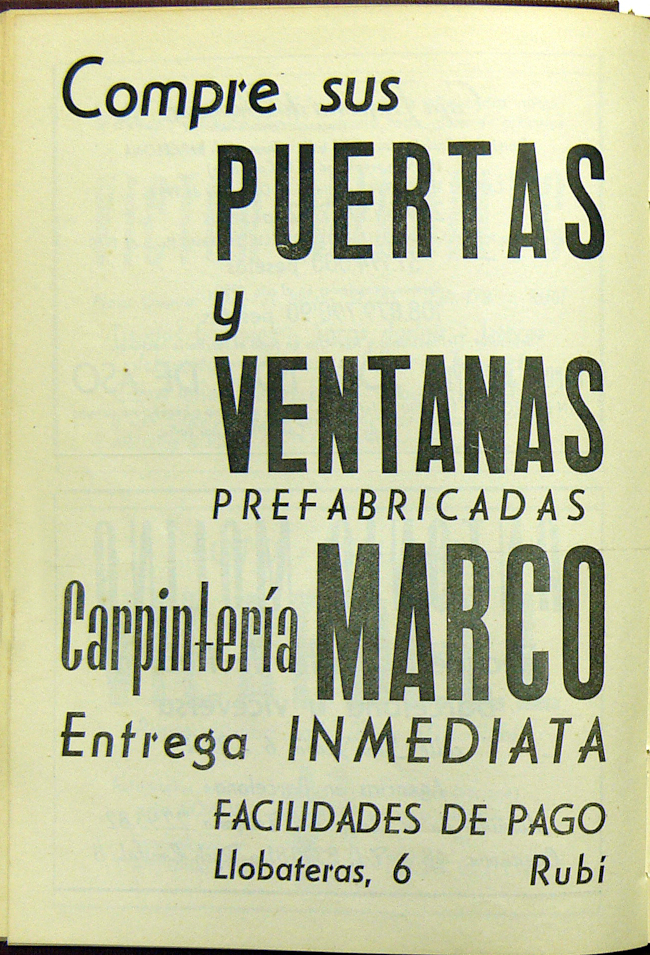 Compre sus
PUERTAS
y
VENTANAS
PREFABRICADAS
Carpintería MARCO
Entrega INMEDIATA
FACILIDADES DE PAGO
Llobateras, 6 Rubí